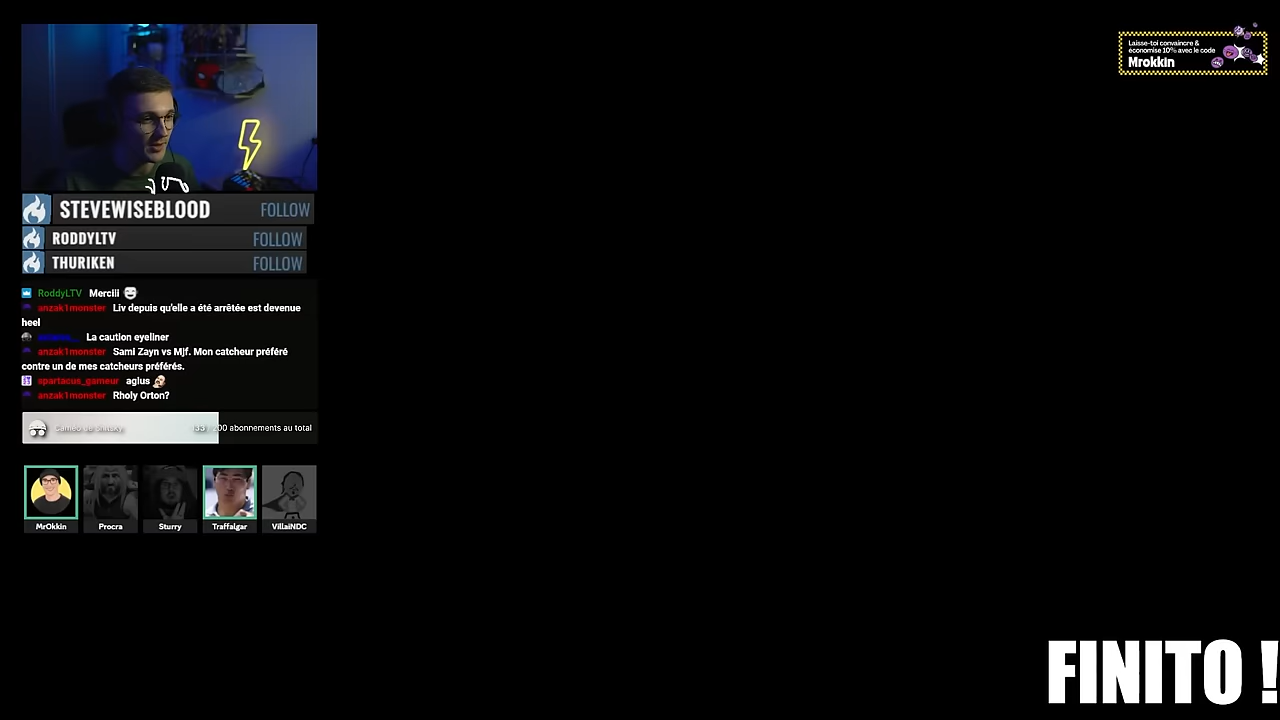 Laisse-toi convaincre &
économise 10% avec le code
Mrokkin
STEVEWISEBLOOD FOLLOW
RODDYLTV FOLLOW
THURIKEN FOLLOW
RoddyLTV Merciii
anzak1monster Liv depuis qu'elle a été arrêtée est devenue
heel
La caution eyeliner
anzak1monster Sami Zayn vs Mjf. Mon catcheur préféré
contre un de mes catcheurs préférés.
spartacus_gameur aglus
anzak1monster Rholy Orton?
200 abonnements au total
MrOkkin Procra Sturry Traffalgar VillaiNDC
FINITO !